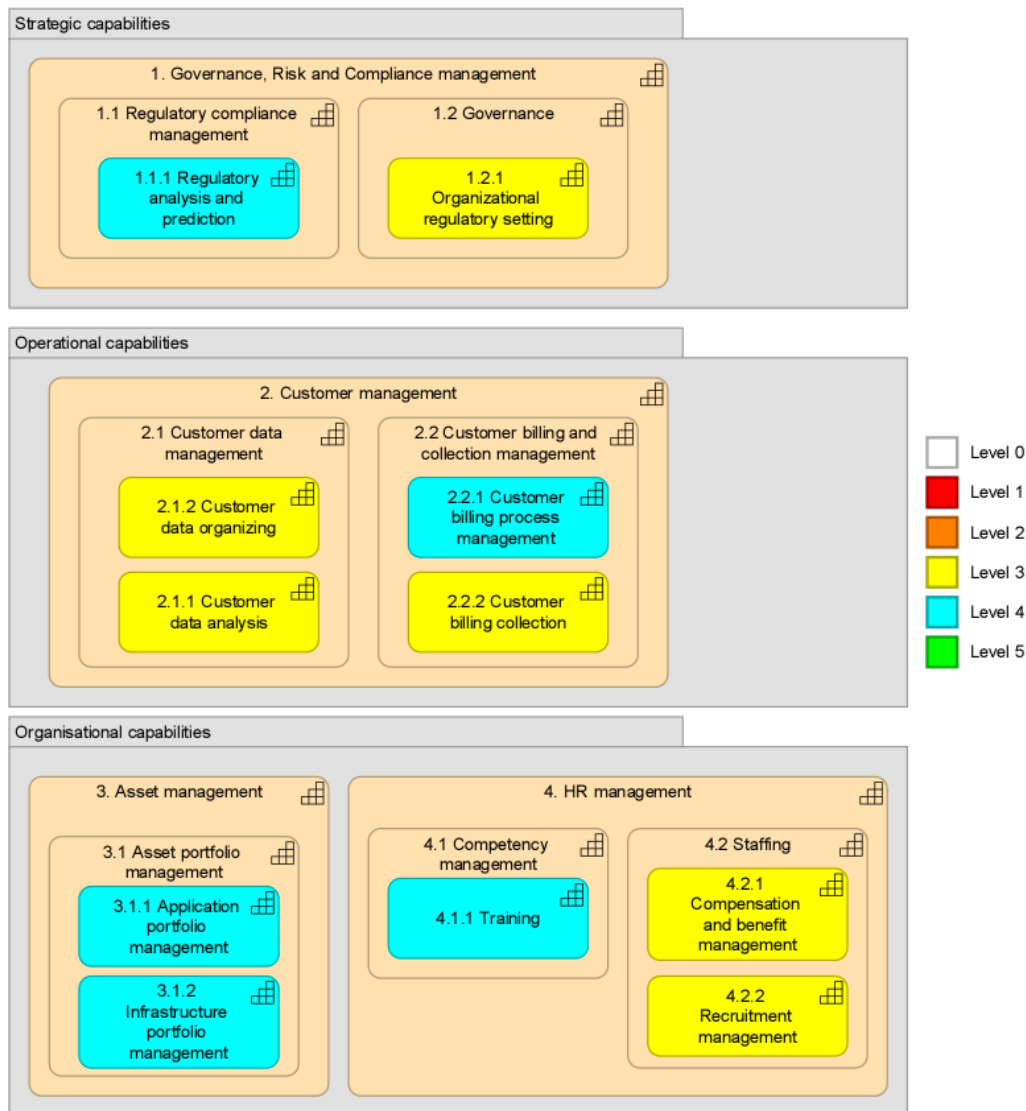 Strategic capabilities
1. Governance, Risk and Compliance management
1.1 Regulatory compliance
management
1.1.1 Regulatory
analysis and
prediction
1.2 Governance
1.2.1
Organizational
regulatory setting
Operational capabilities
2. Customer management
2.1 Customer data
management
2.1.2 Customer
data organizing
2.1.1 Customer
data analysis
2.2 Customer billing and
collection management
2.2.1 Customer
billing process
management
2.2.2 Customer
billing collection
Level 0
Level 1
Level 2
Level 3
Level 4
Level 5
Organisational capabilities
3. Asset management
3.1 Asset portfolio
management
3.1.1 Application
portfolio
management
3.1.2
Infrastructure
portfolio
management
4. HR management
4.1 Competency
management
4.1.1 Training
4.2 Staffing
4.2.1
Compensation
and benefit
management
4.2.2
Recruitment
management